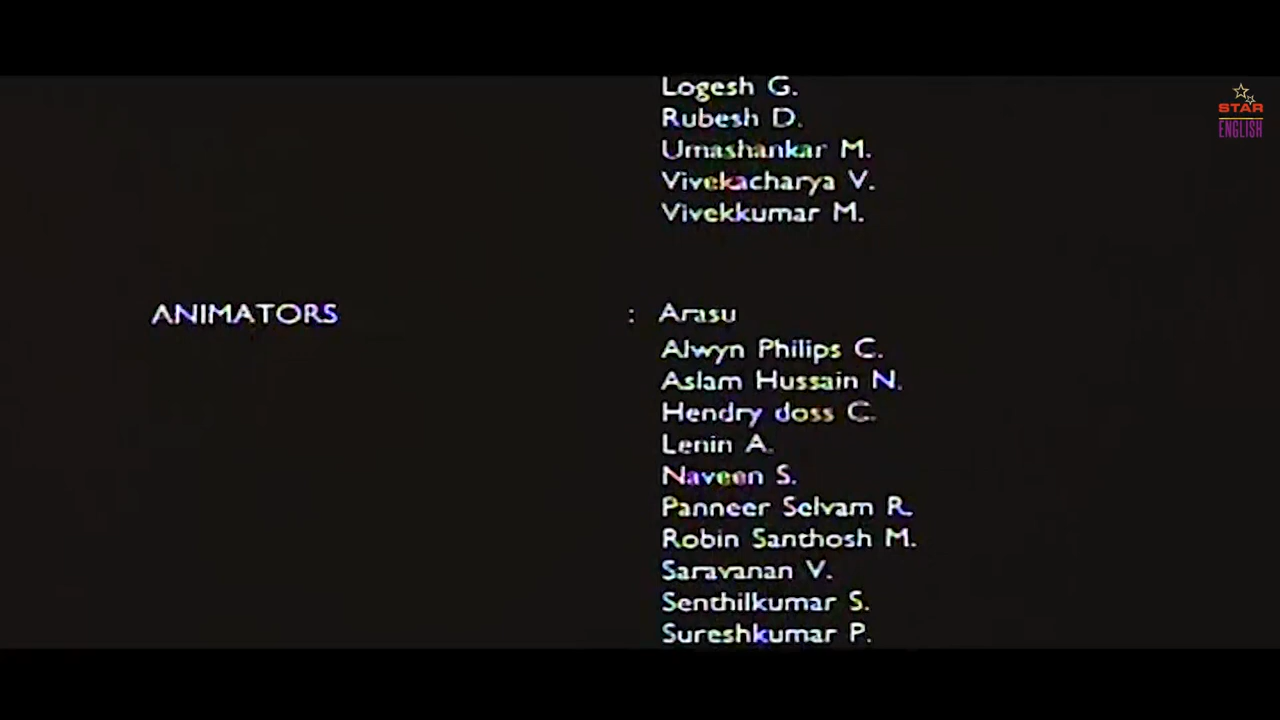 Logesh G.
Rubesh D.
Umashankar M.
Vivekacharya V.
Vivekkumar M.
ANIMATORS : Arasu
Alwyn Philips C.
Aslam Hussain N.
Hendry doss C.
Lenin A.
Naveen S.
Panneer Selvam R.
Robin Santhosh M.
Saravanan V.
Senthilkumar S.
Sureshkumar P.
STAR
ENGLISH